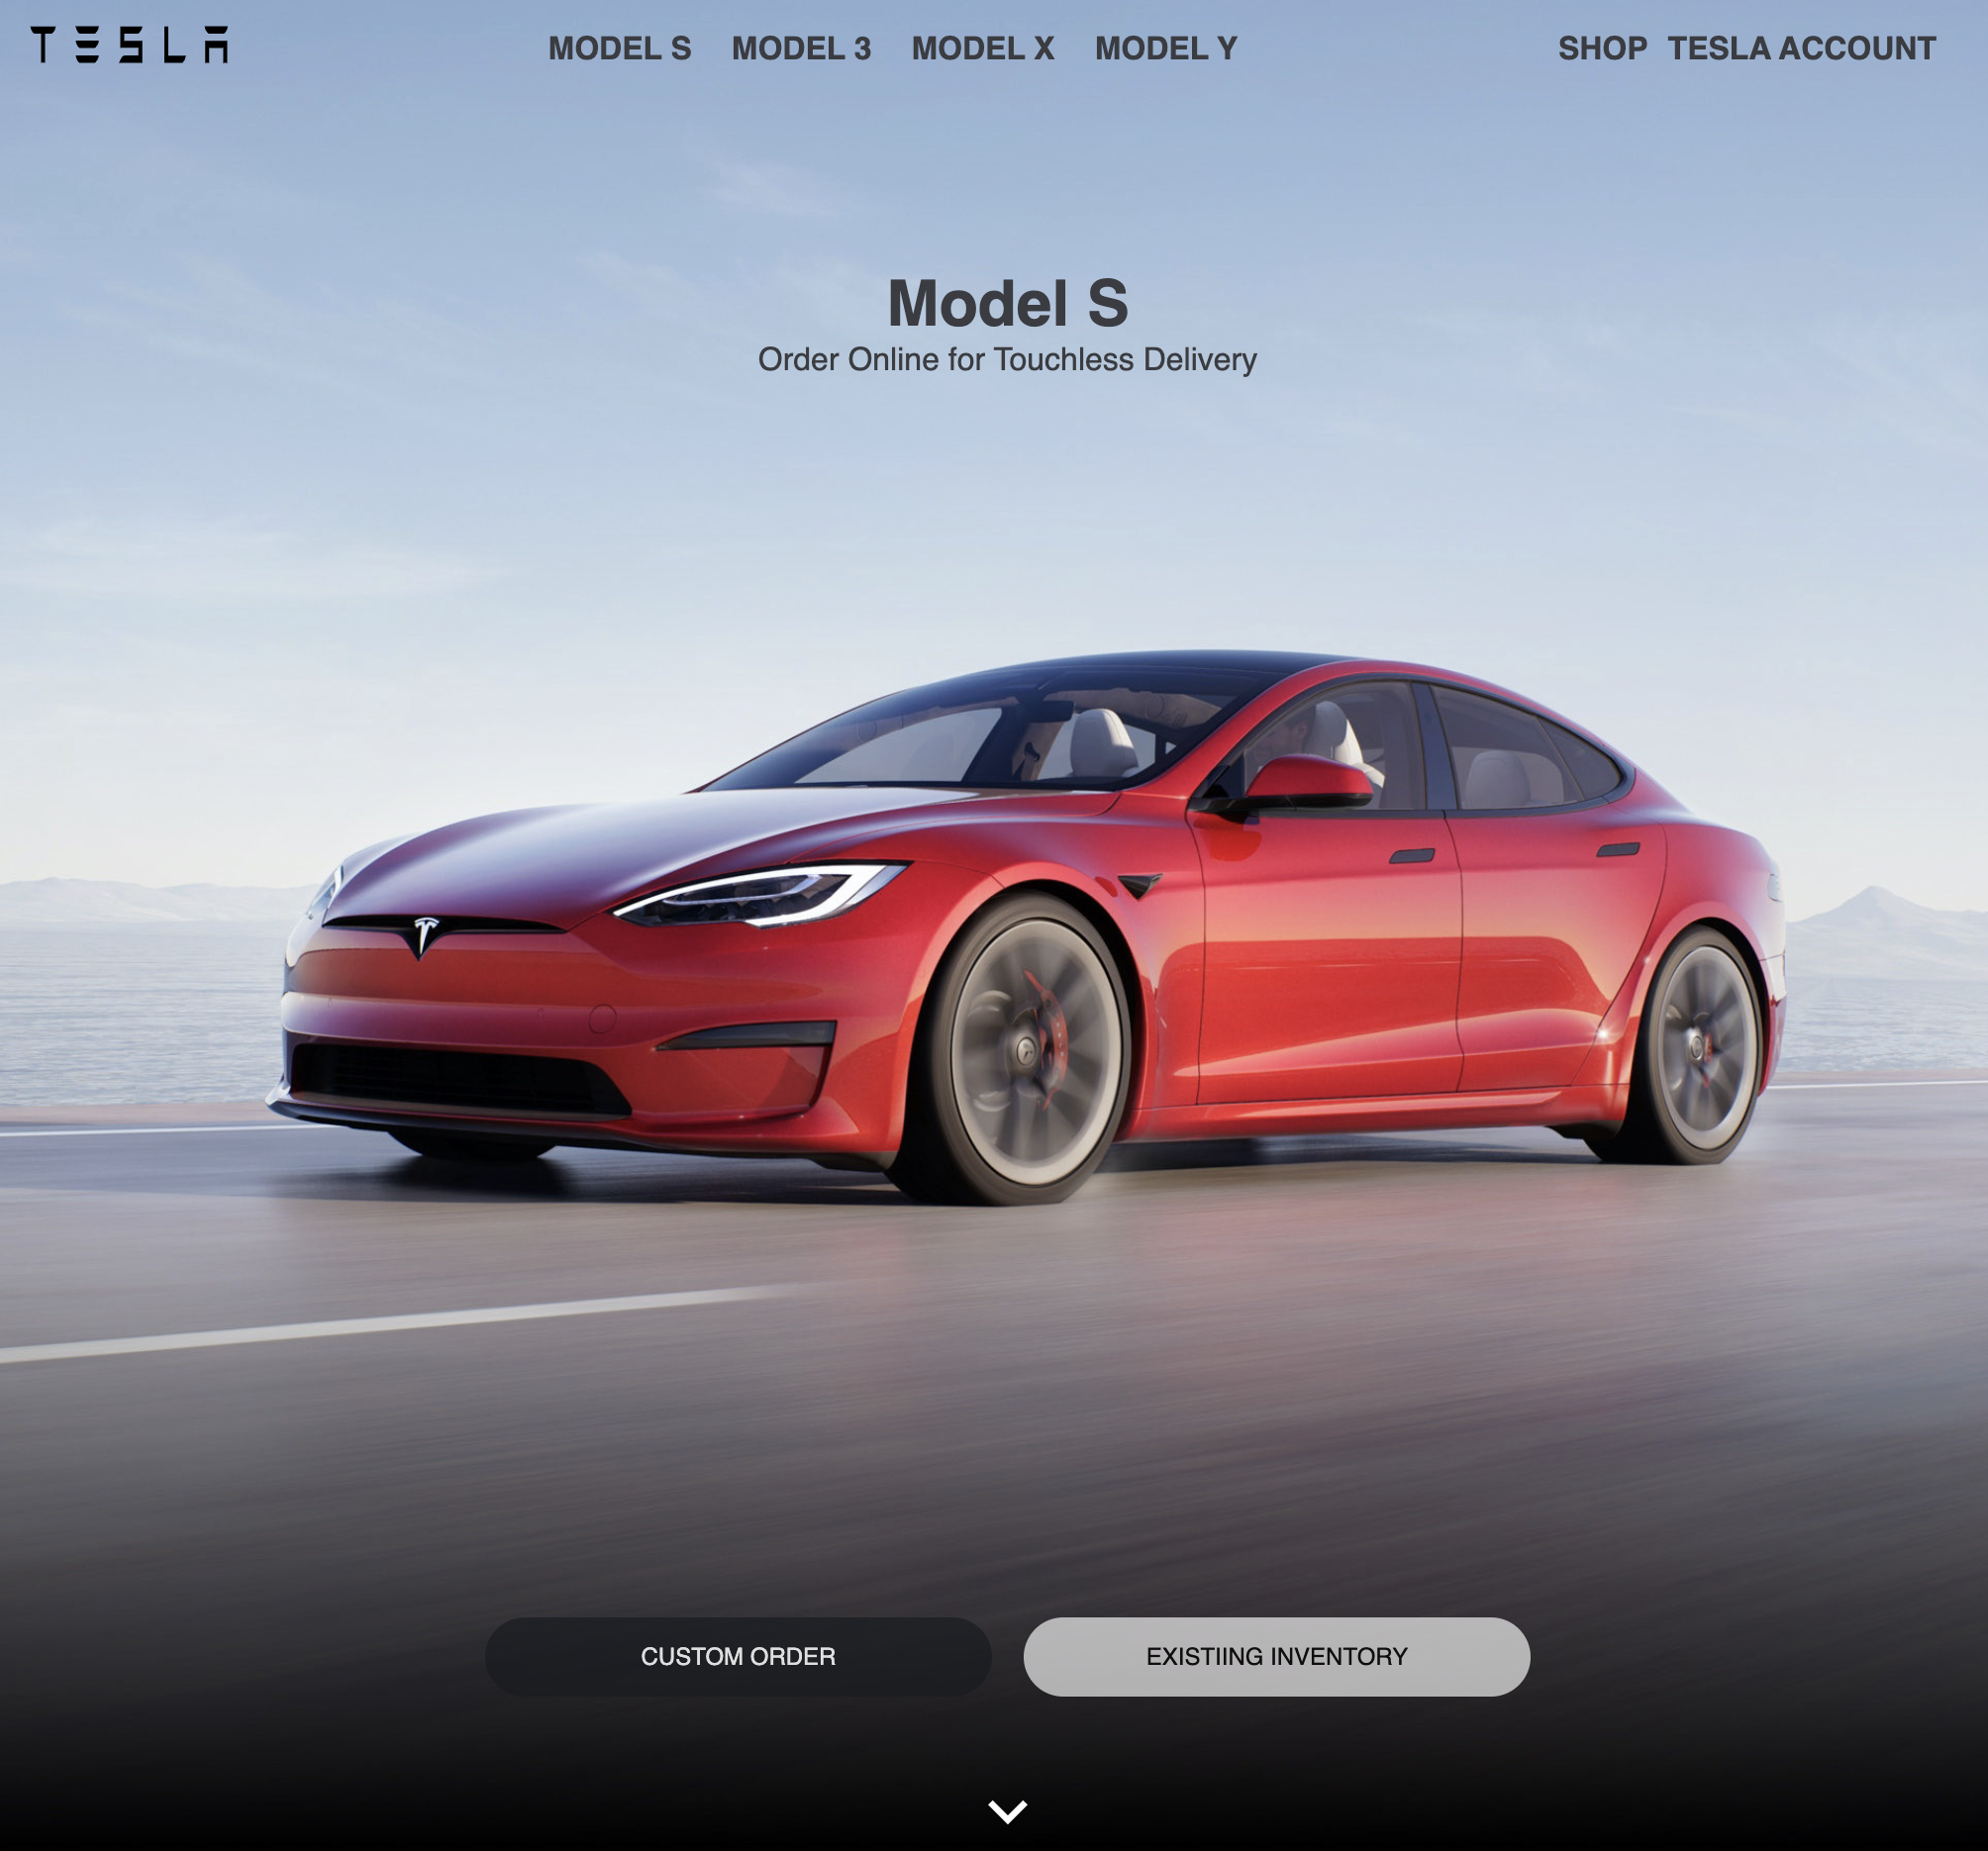 TESLA
MODEL S MODEL 3 MODEL X MODEL Y
SHOP TESLA ACCOUNT
Model S
Order Online for Touchless Delivery
CUSTOM ORDER
EXISTIING INVENTORY